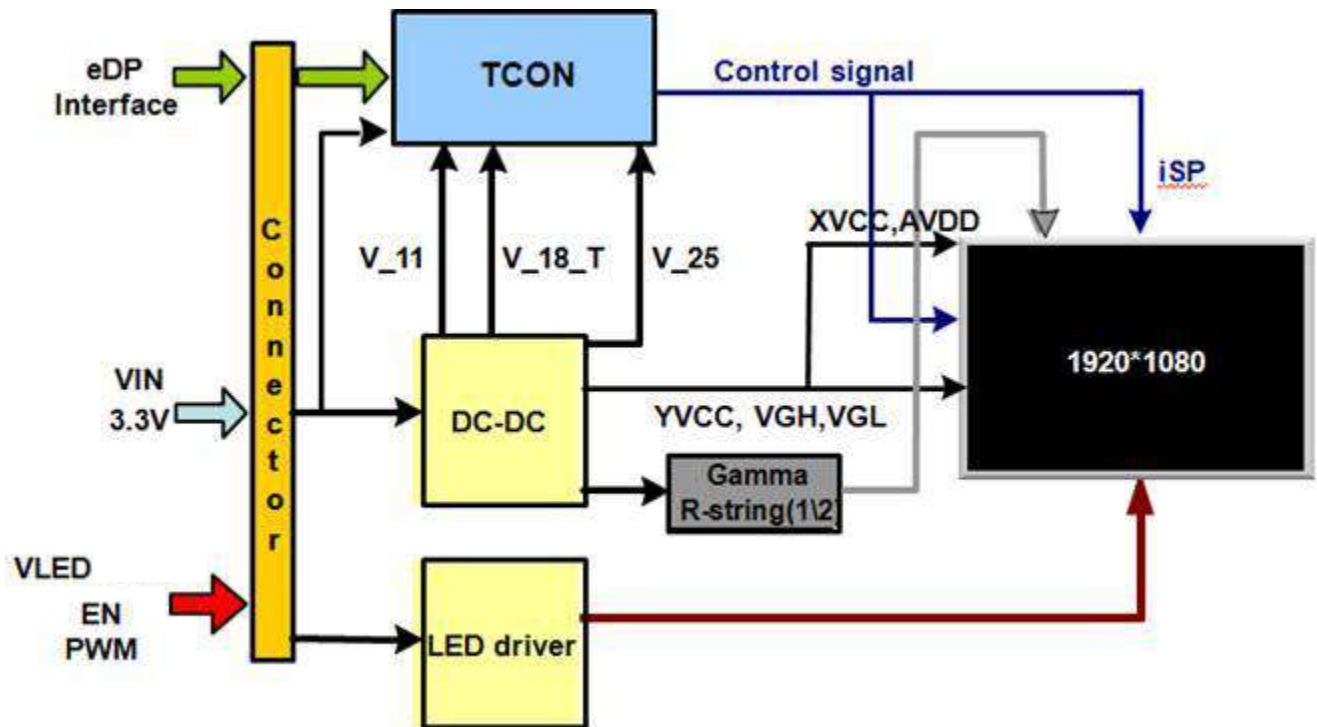 eDP
Interface
TCON
Control signal
iSP
Connector
XVCC,AVDD
V_11
V_18_T
V_25
1920*1080
VIN
3.3V
DC-DC
YVCC, VGH,VGL
Gamma
R-string(1\2)
VLED
EN
PWM
LED driver